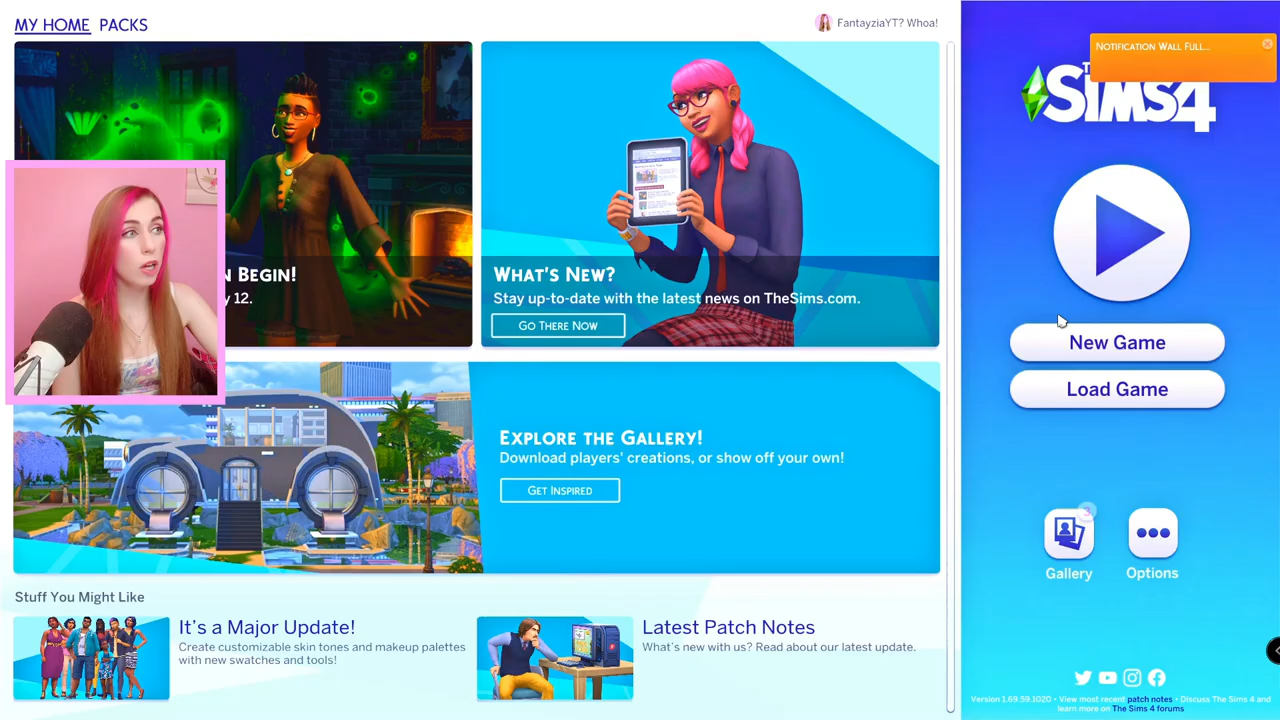 MY HOME PACKS
FantayziaYT? Whoa!
N BEGIN!
y 12.
WHAT'S NEW?
Stay up-to-date with the latest news on TheSims.com.
GO THERE NOW
EXPLORE THE GALLERY!
Download players' creations, or show off your own!
GET INSPIRED
Stuff You Might Like
It's a Major Update!
Create customizable skin tones and makeup palettes
with new swatches and tools!
Latest Patch Notes
What's new with us? Read about our latest update.
NOTIFICATION WALL FULL...
SIMS4
New Game
Load Game
3
Gallery
Options
Version 1.69.59.1020 - View most recent patch notes - Discuss The Sims 4 and
learn more on The Sims 4 forums